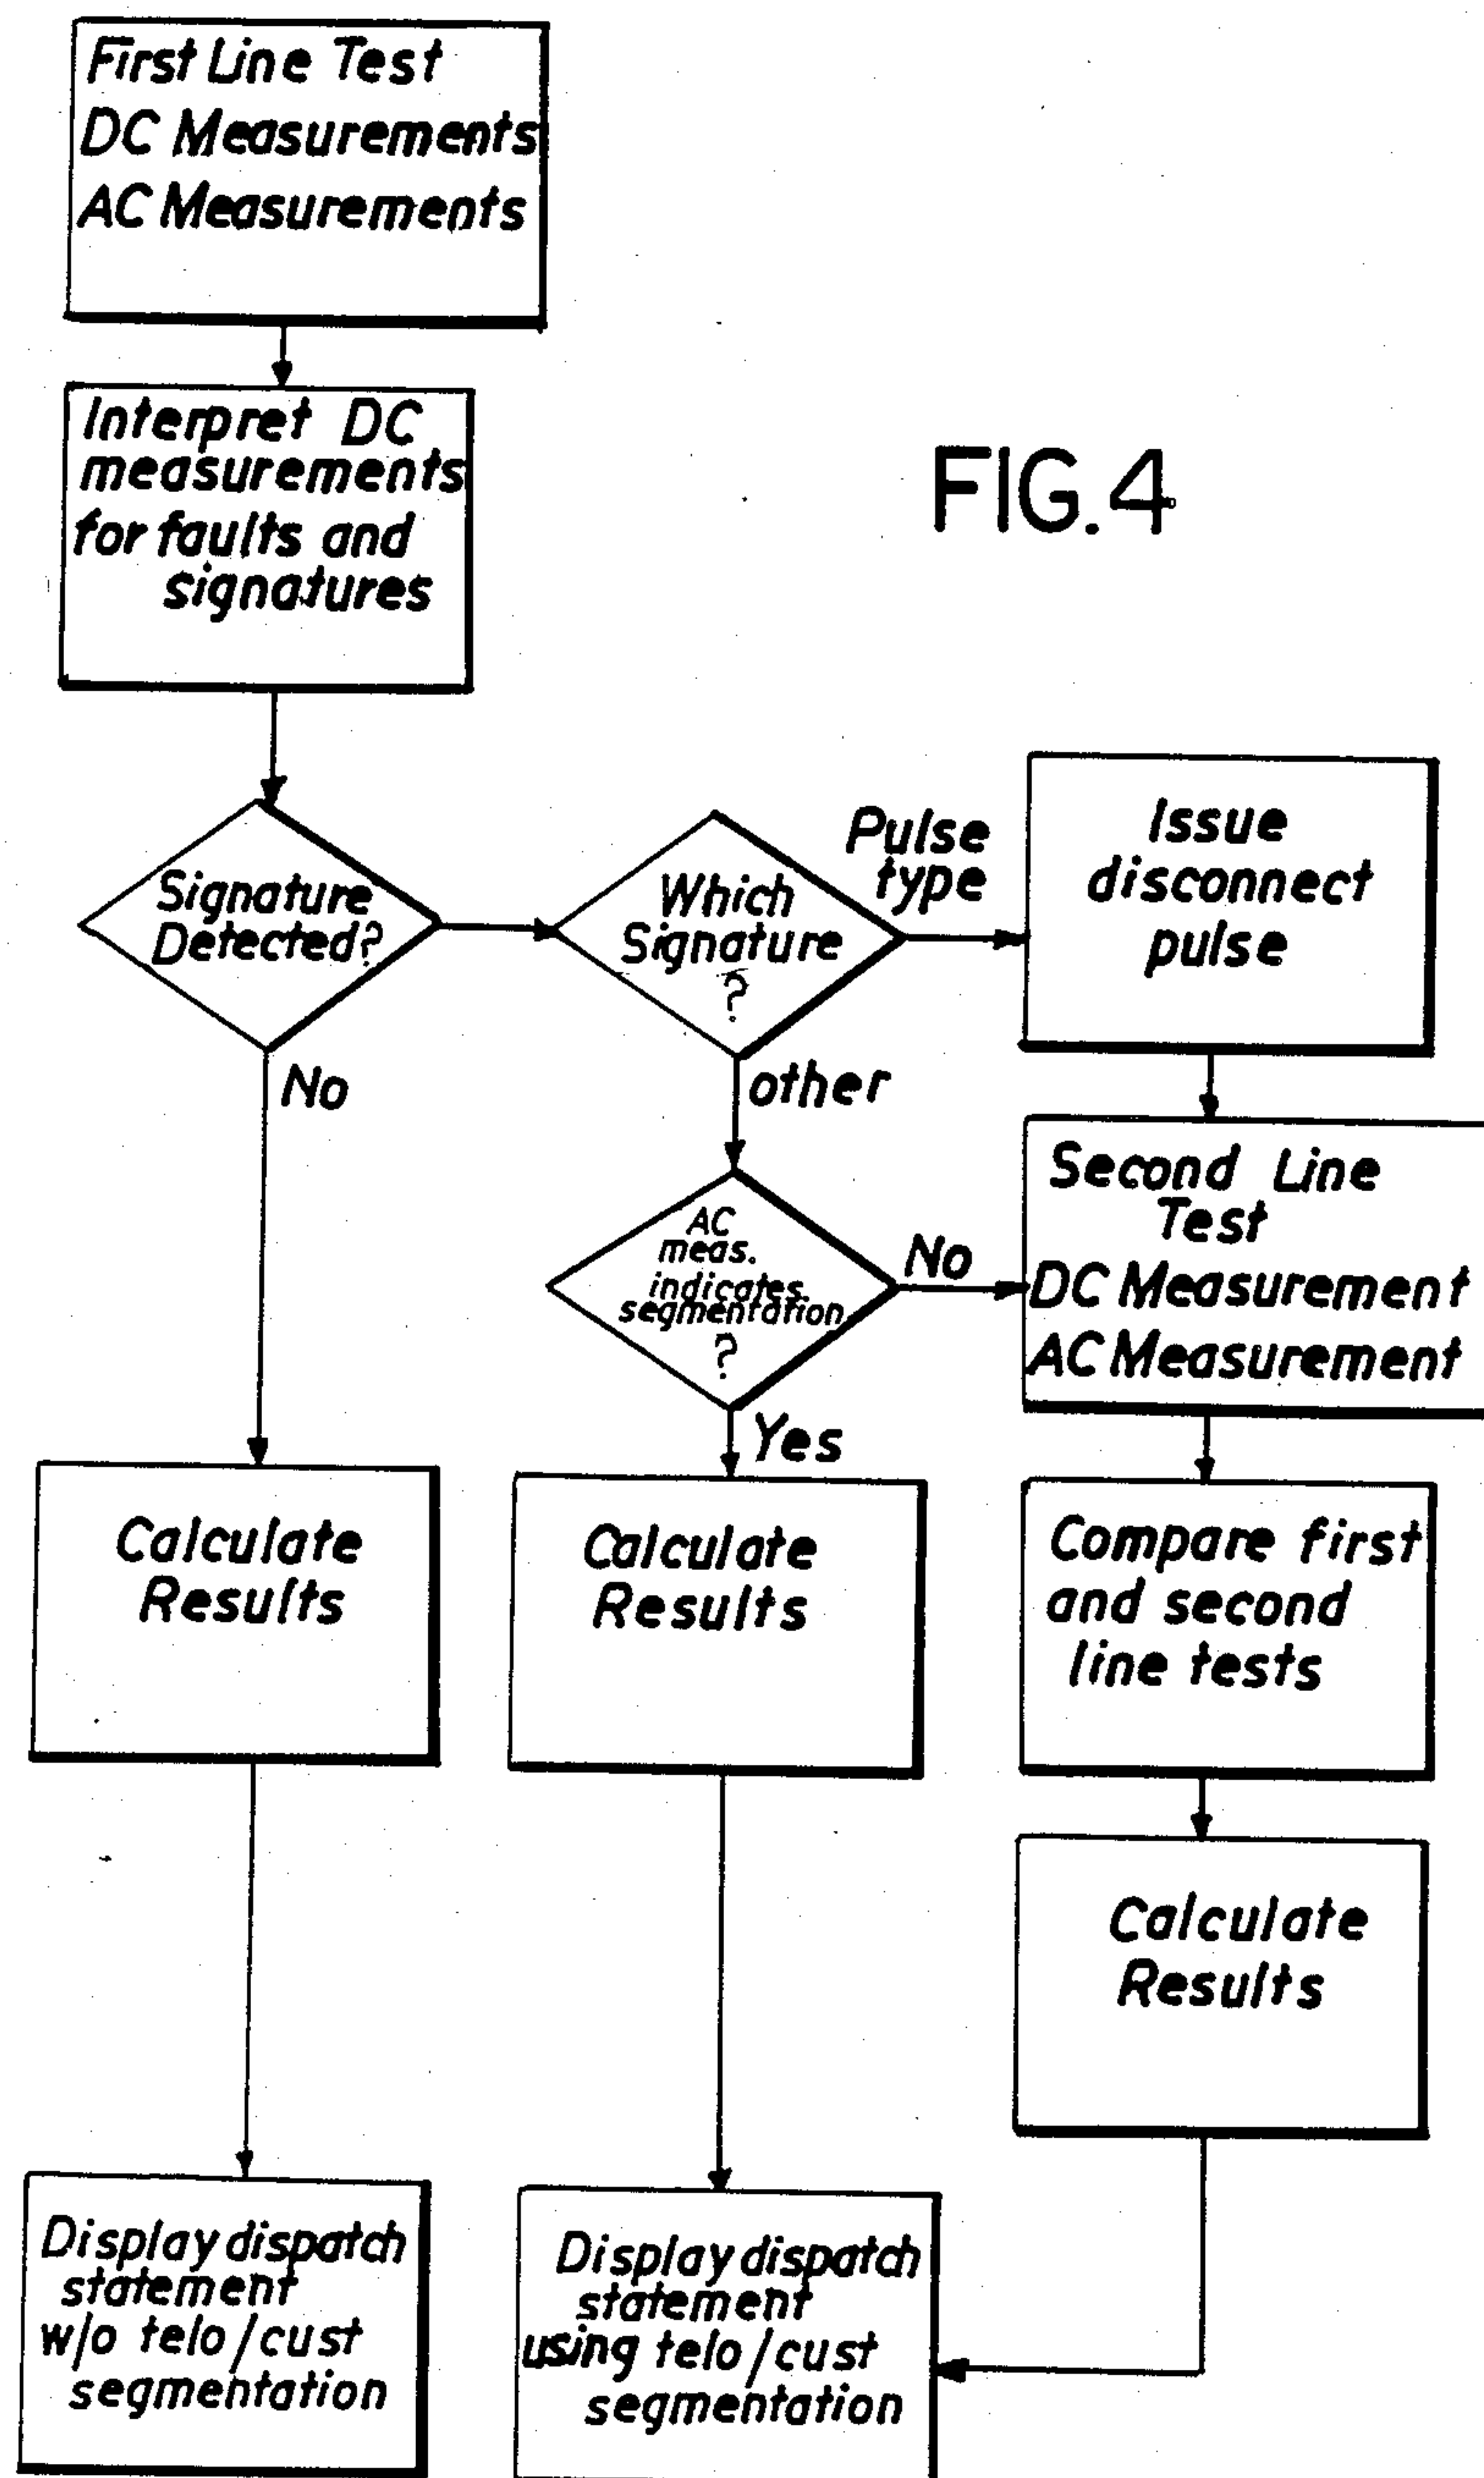 First Line Test
DC Measurements
AC Measurements
Interpret DC
measurements
for faults and
signatures
FIG.4
Signature
Detected?
No
Which
Signature
?
Pulse
type
other
Issue
disconnect
pulse
AC
meas.
indicates
segmentation
?
No
Yes
Second Line
Test
DC Measurement
AC Measurement
Calculate
Results
Calculate
Results
Compare first
and second
line tests
Calculate
Results
Display dispatch
statement
w/o telo/cust
segmentation
Display dispatch
statement
using telo/cust
segmentation